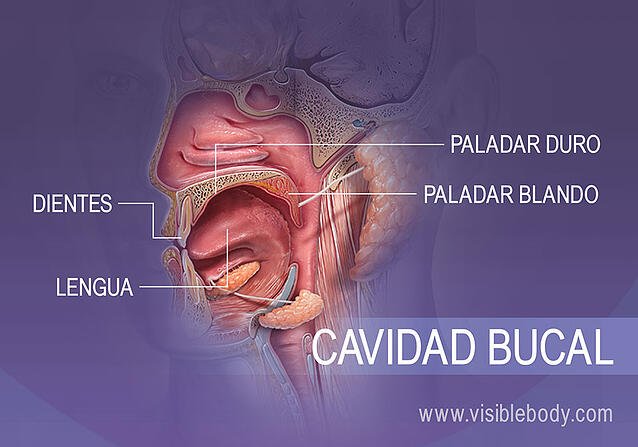 PALADAR DURO
PALADAR BLANDO
DIENTES
LENGUA
CAVIDAD BUCAL
www.visiblebody.com